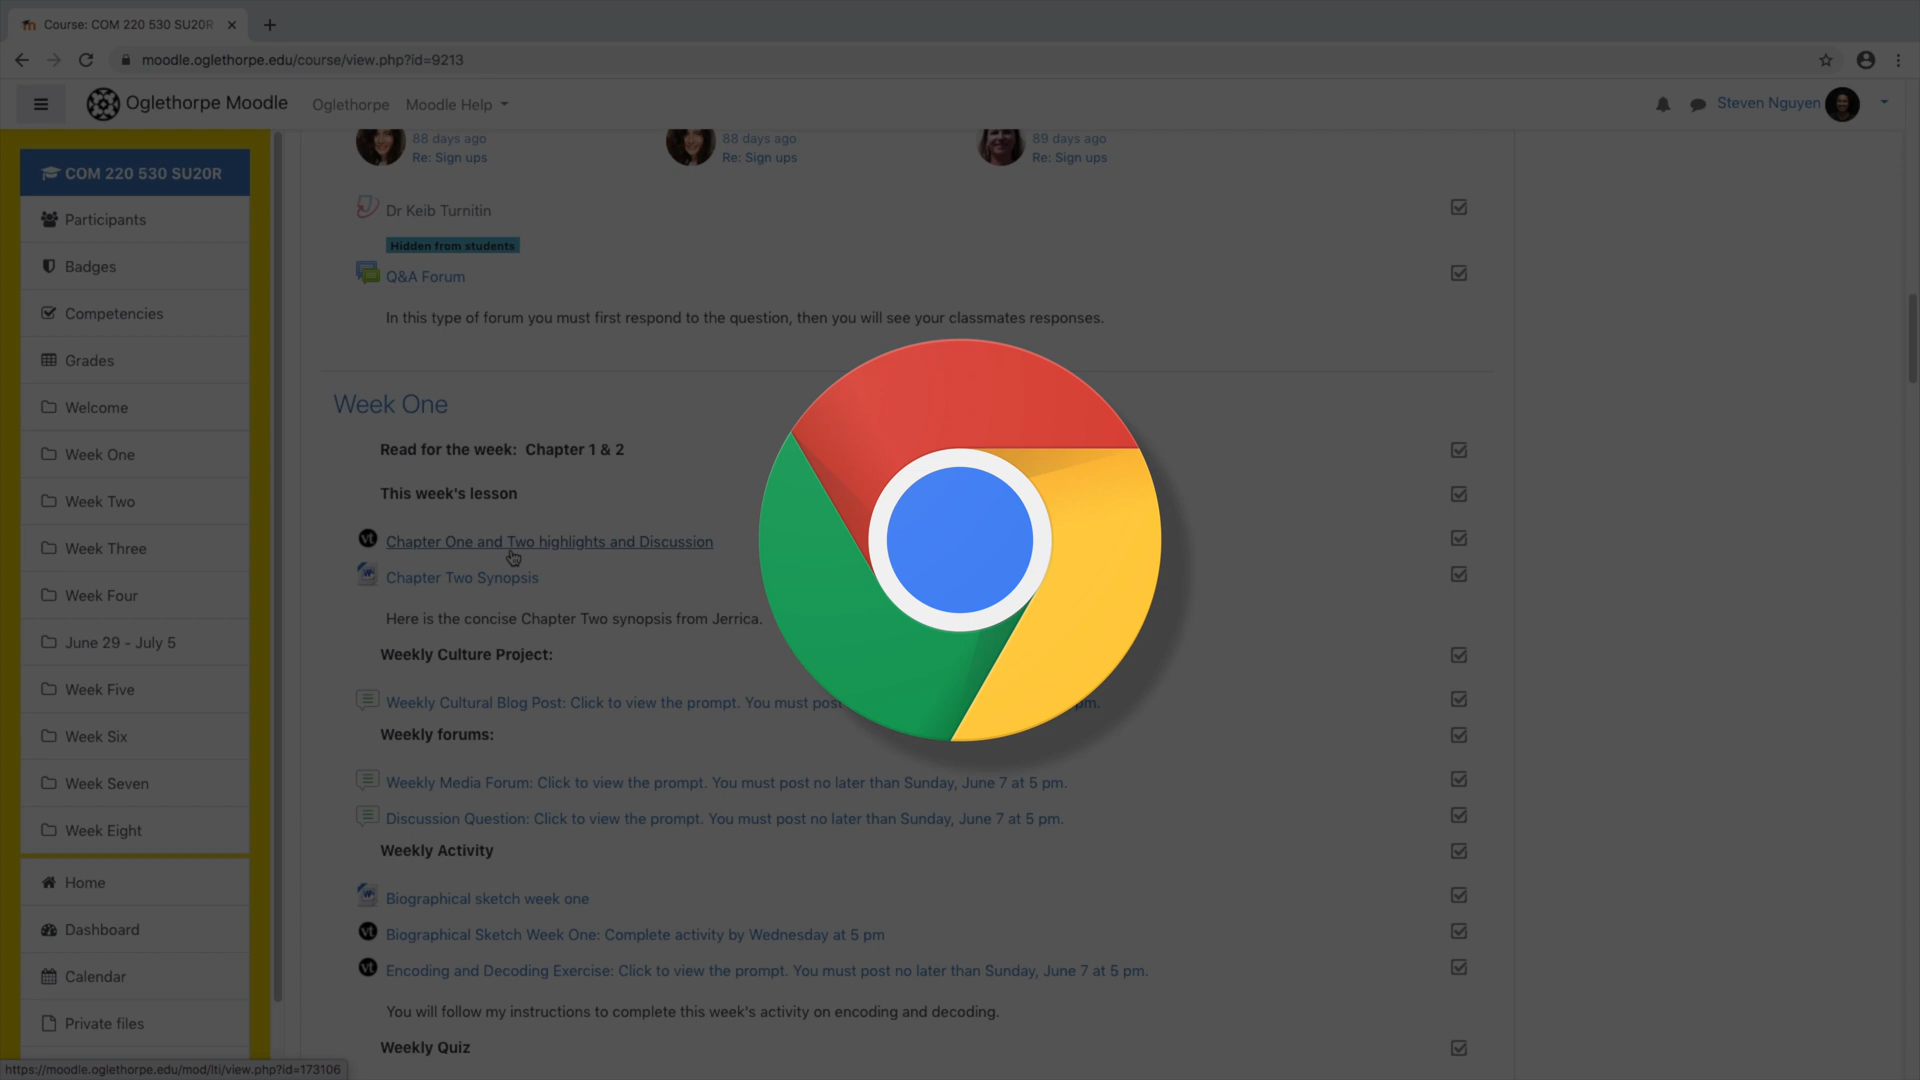 Course: COM 220 530 SU20R
moodle.oglethorpe.edu/course/view.php?id=9213
Oglethorpe Moodle
Oglethorpe
Moodle Help
Steven Nguyen
COM 220 530 SU20R
Participants
Badges
Competencies
Grades
Welcome
Week One
Week Two
Week Three
Week Four
June 29 - July 5
Week Five
Week Six
Week Seven
Week Eight
Home
Dashboard
Calendar
Private files
88 days ago
Re: Sign ups
88 days ago
Re: Sign ups
89 days ago
Re: Sign ups
Dr Keib Turnitin
Hidden from students
Q&A Forum
In this type of forum you must first respond to the question, then you will see your classmates responses.
Week One
Read for the week: Chapter 1 & 2
This week's lesson
vt Chapter One and Two highlights and Discussion
Chapter Two Synopsis
Here is the concise Chapter Two synopsis from Jerrica.
Weekly Culture Project:
Weekly Cultural Blog Post: Click to view the prompt. You must post pm.
Weekly forums:
Weekly Media Forum: Click to view the prompt. You must post no later than Sunday, June 7 at 5 pm.
Discussion Question: Click to view the prompt. You must post no later than Sunday, June 7 at 5 pm.
Weekly Activity
Biographical sketch week one
vt Biographical Sketch Week One: Complete activity by Wednesday at 5 pm
vt Encoding and Decoding Exercise: Click to view the prompt. You must post no later than Sunday, June 7 at 5 pm.
You will follow my instructions to complete this week's activity on encoding and decoding.
Weekly Quiz
https://moodle.oglethorpe.edu/mod/lti/view.php?id=173106